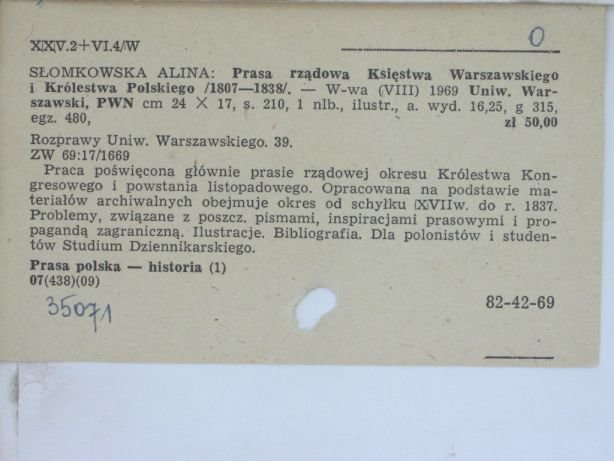 XXV.2+VI.4/W
0
SŁOMKOWSKA ALINA: Prasa rządowa Księstwa Warszawskiego
i Królestwa Polskiego /1807—1838/. — W-wa (VIII) 1969 Uniw. War-
szawski, PWN cm 24 X 17, s. 210, 1 nlb., ilustr., a. wyd. 16,25, g 315,
egz. 480, zł 50,00
Rozprawy Uniw. Warszawskiego. 39.
ZW 69:17/1669
Praca poświęcona głównie prasie rządowej okresu Królestwa Kon-
gresowego i powstania listopadowego. Opracowana na podstawie ma-
teriałów archiwalnych obejmuje okres od schyłku XVII w. do r. 1837.
Problemy, związane z poszcz. pismami, inspiracjami prasowymi i pro-
pagandą zagraniczną. Ilustracje. Bibliografia. Dla polonistów i studen-
tów Studium Dziennikarskiego.
Prasa polska — historia (1)
07(438)(09)
35071
82-42-69